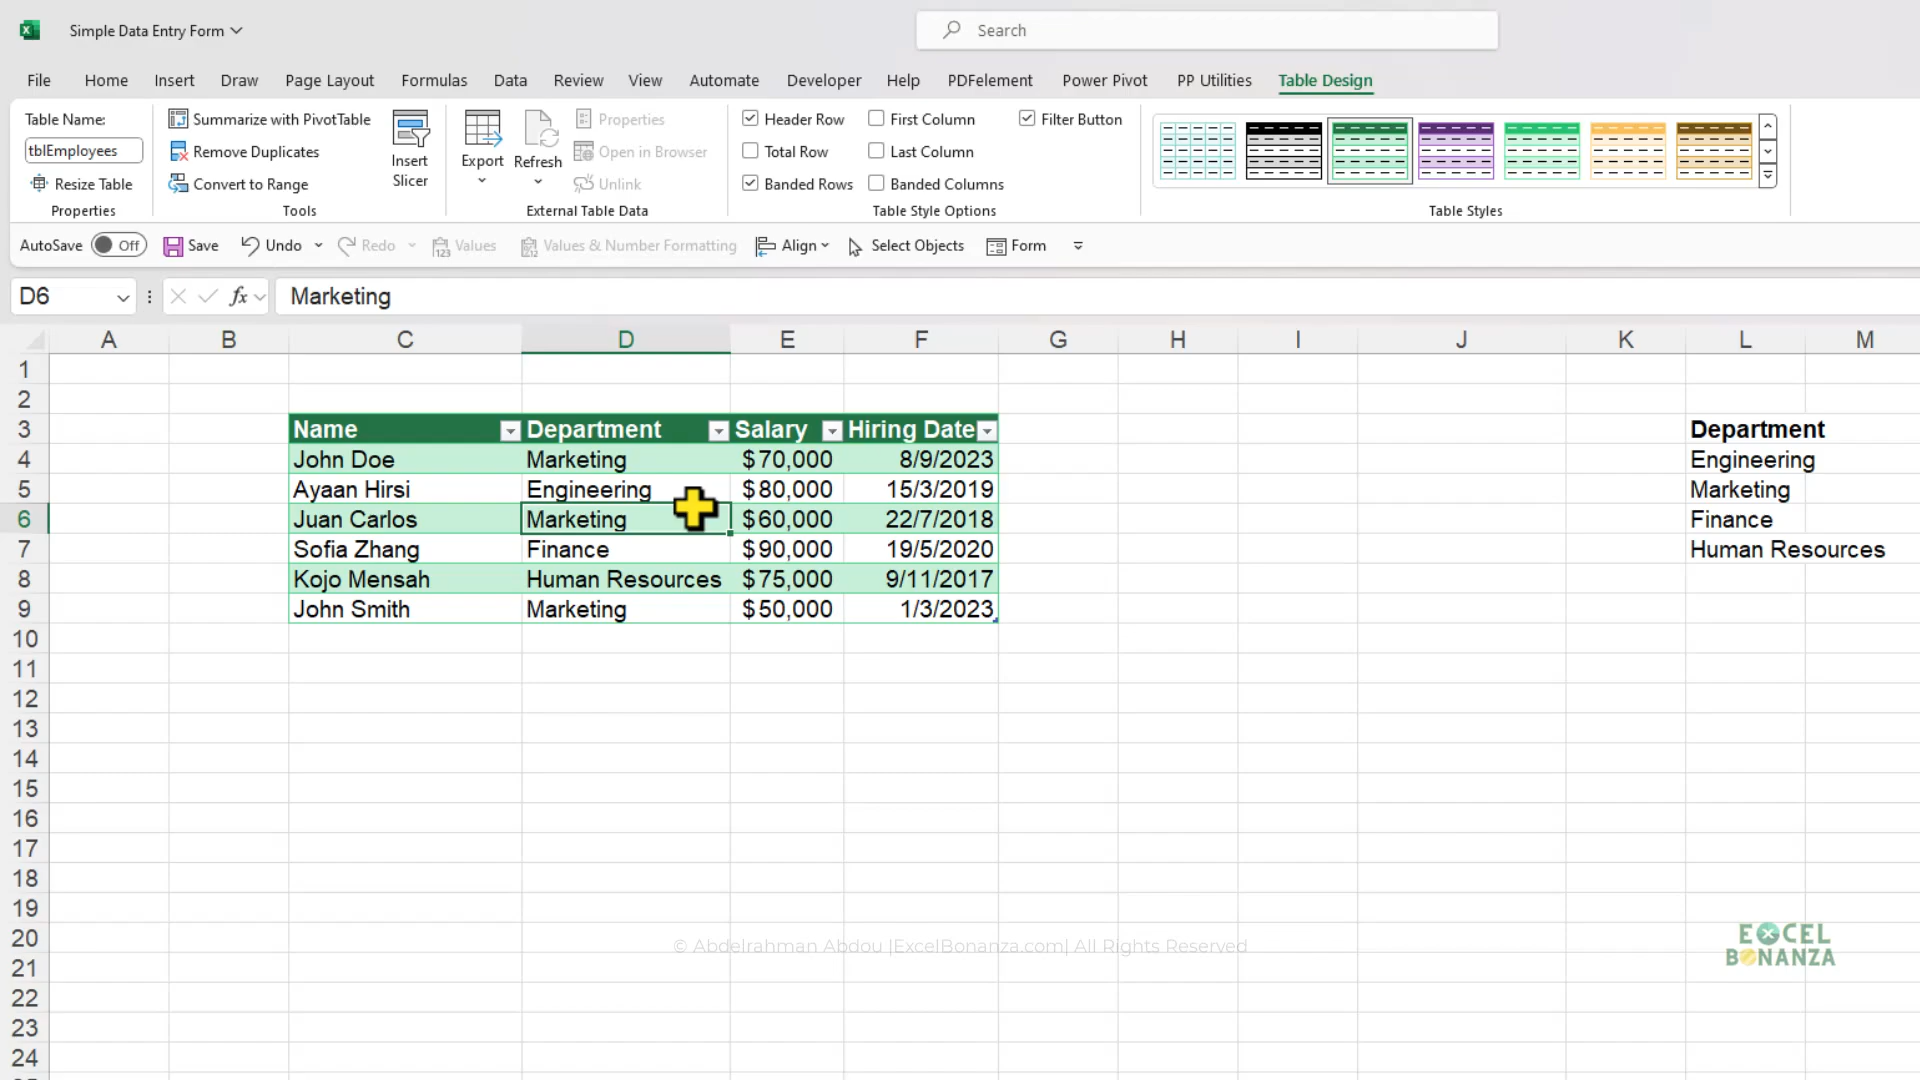 Simple Data Entry Form
Search
File Home Insert Draw Page Layout Formulas Data Review View Automate Developer Help PDFelement Power Pivot PP Utilities Table Design
Table Name:
tblEmployees
Resize Table
Properties
Summarize with PivotTable
Remove Duplicates
Convert to Range
Tools
Insert
Slicer
Export
Refresh
Properties
Open in Browser
Unlink
External Table Data
Header Row First Column Filter Button
Total Row Last Column
Banded Rows Banded Columns
Table Style Options
Table Styles
AutoSave Off Save Undo Redo Values Values & Number Formatting Align Select Objects Form
D6 fx Marketing
A B C D E F G H I J K L M
1
2
3 Name Department Salary Hiring Date Department
4 John Doe Marketing $70,000 8/9/2023 Engineering
5 Ayaan Hirsi Engineering $80,000 15/3/2019 Marketing
6 Juan Carlos Marketing $60,000 22/7/2018 Finance
7 Sofia Zhang Finance $90,000 19/5/2020 Human Resources
8 Kojo Mensah Human Resources $75,000 9/11/2017
9 John Smith Marketing $50,000 1/3/2023
10
11
12
13
14
15
16
17
18
19
20
21
22
23
24
© Abdelrahman Abdou |ExcelBonanza.com| All Rights Reserved
EXCEL
BONANZA